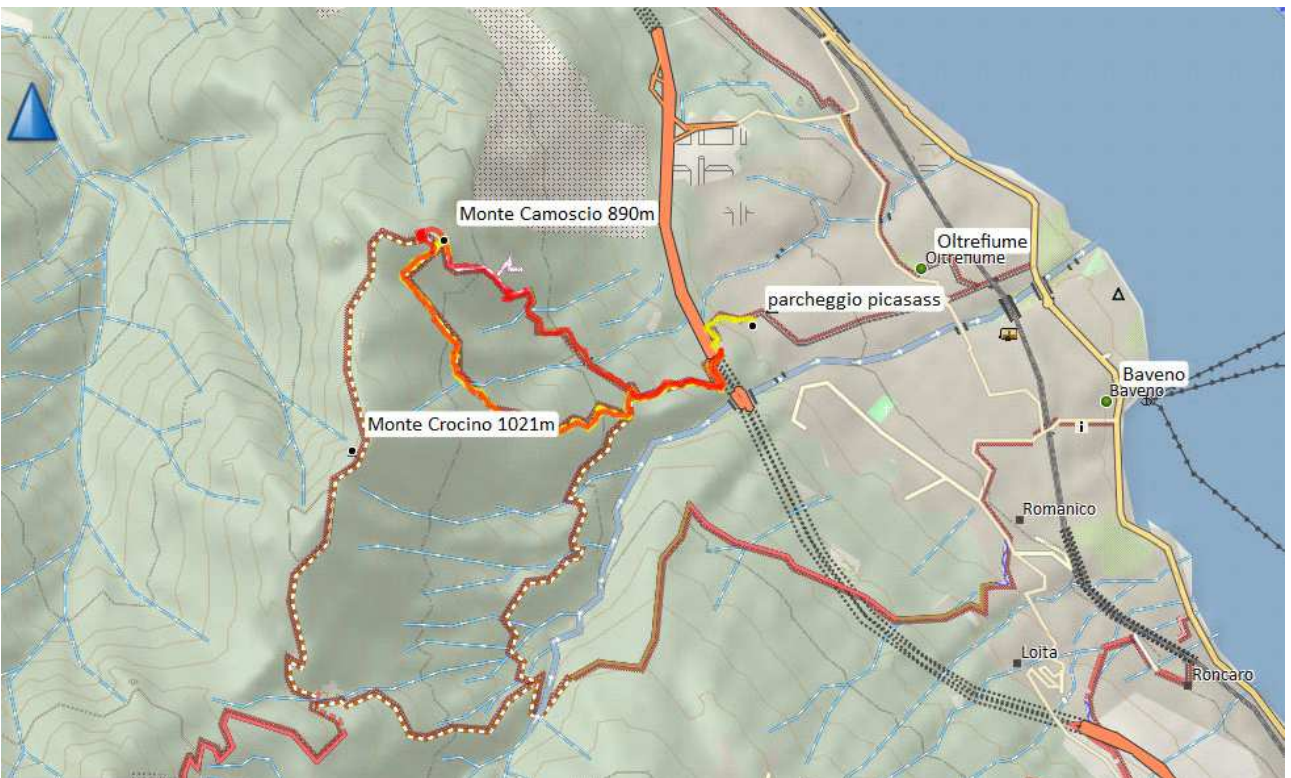 Monte Camoscio 890m
Oltrefiume
Oltrefiume
parcheggio picasass
Baveno
Baveno
Monte Crocino 1021m
i
Romanico
Loita
Roncaro